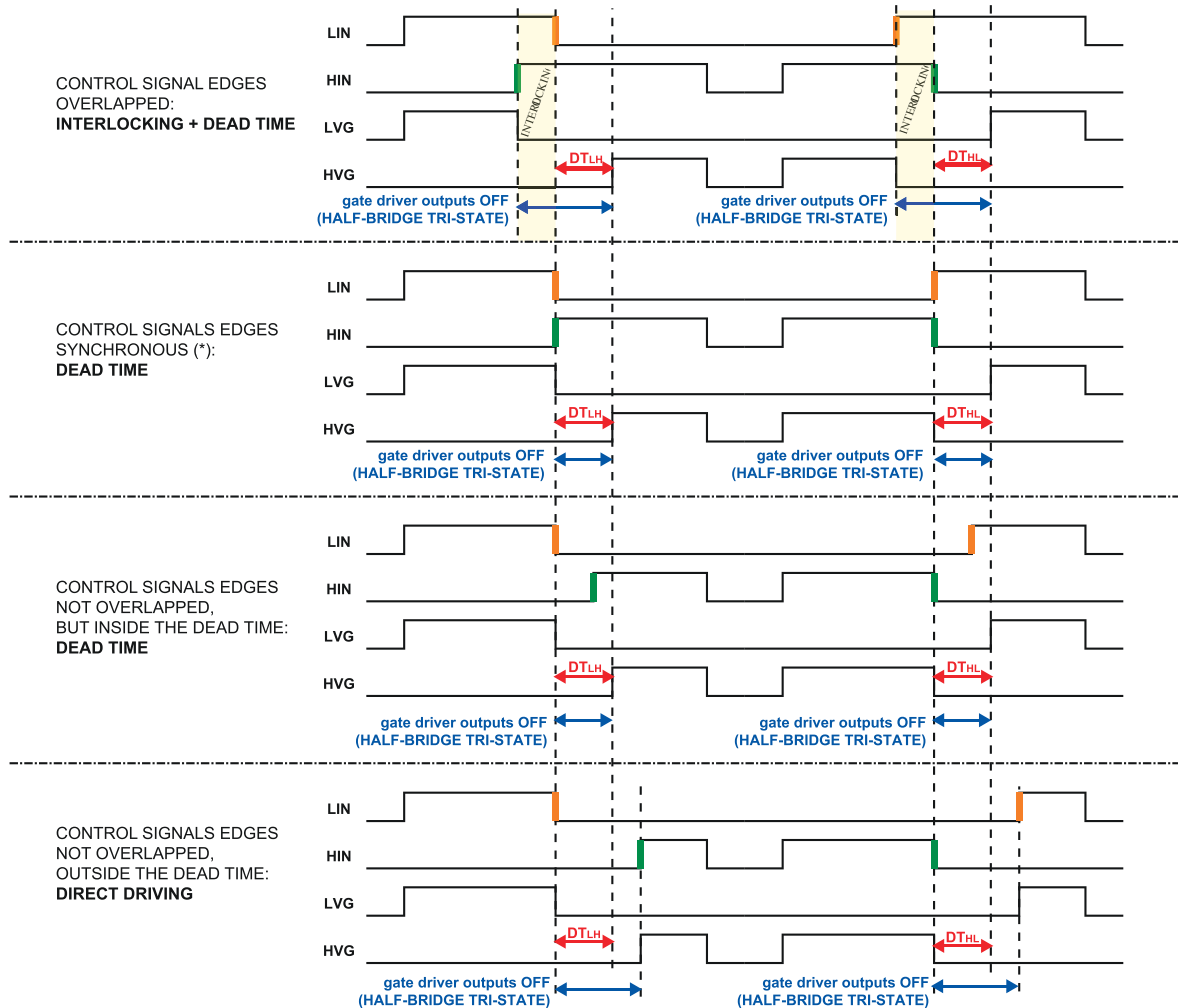 LIN
HIN
LVG
HVG
CONTROL SIGNAL EDGES
OVERLAPPED:
INTERLOCKING + DEAD TIME
DTLH
DTHL
gate driver outputs OFF
(HALF-BRIDGE TRI-STATE)
gate driver outputs OFF
(HALF-BRIDGE TRI-STATE)
LIN
HIN
LVG
HVG
CONTROL SIGNALS EDGES
SYNCHRONOUS (*):
DEAD TIME
DTLH
DTHL
gate driver outputs OFF
(HALF-BRIDGE TRI-STATE)
gate driver outputs OFF
(HALF-BRIDGE TRI-STATE)
LIN
HIN
LVG
HVG
CONTROL SIGNALS EDGES
NOT OVERLAPPED,
BUT INSIDE THE DEAD TIME:
DEAD TIME
DTLH
DTHL
gate driver outputs OFF
(HALF-BRIDGE TRI-STATE)
gate driver outputs OFF
(HALF-BRIDGE TRI-STATE)
LIN
HIN
LVG
HVG
CONTROL SIGNALS EDGES
NOT OVERLAPPED,
OUTSIDE THE DEAD TIME:
DIRECT DRIVING
DTLH
DTHL
gate driver outputs OFF
(HALF-BRIDGE TRI-STATE)
gate driver outputs OFF
(HALF-BRIDGE TRI-STATE)